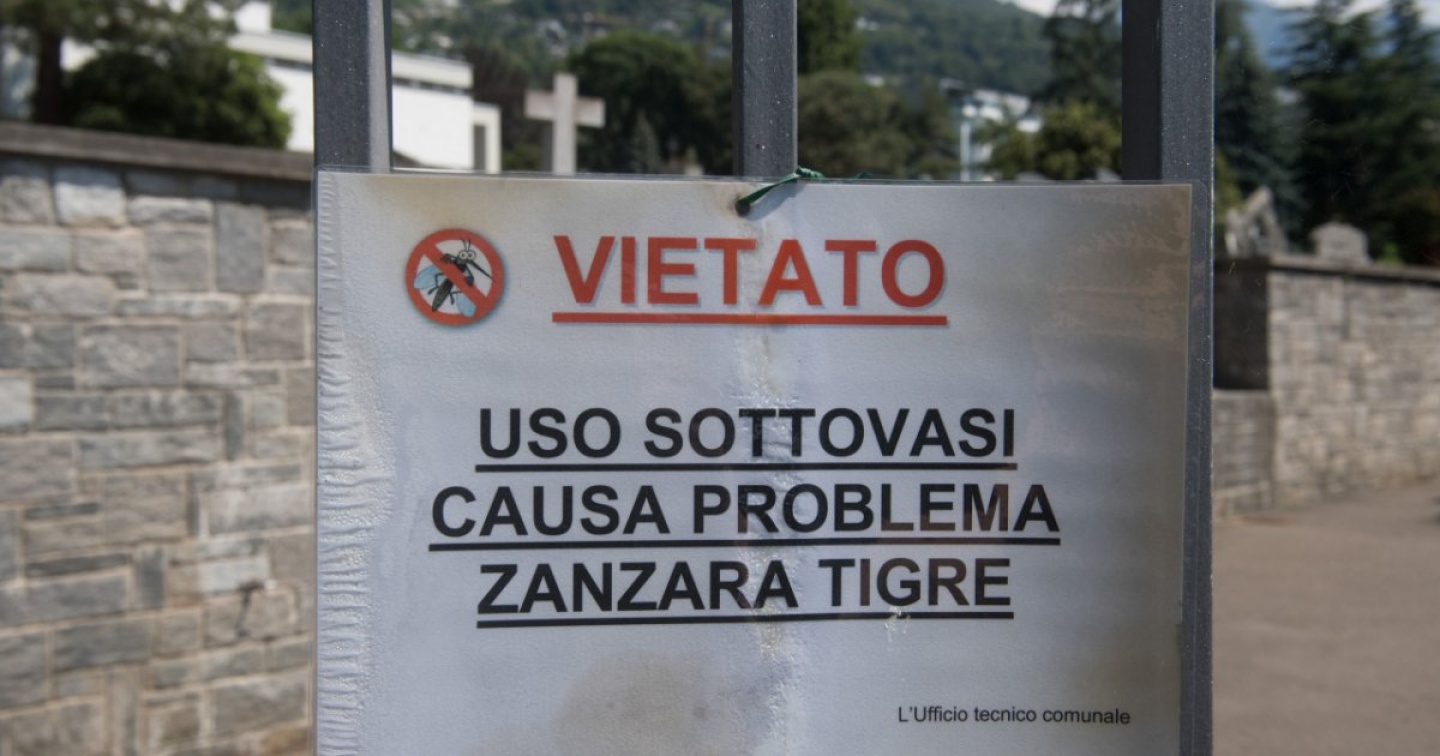 VIETATO
USO SOTTOVASI
CAUSA PROBLEMA
ZANZARA TIGRE
L'Ufficio tecnico comunale